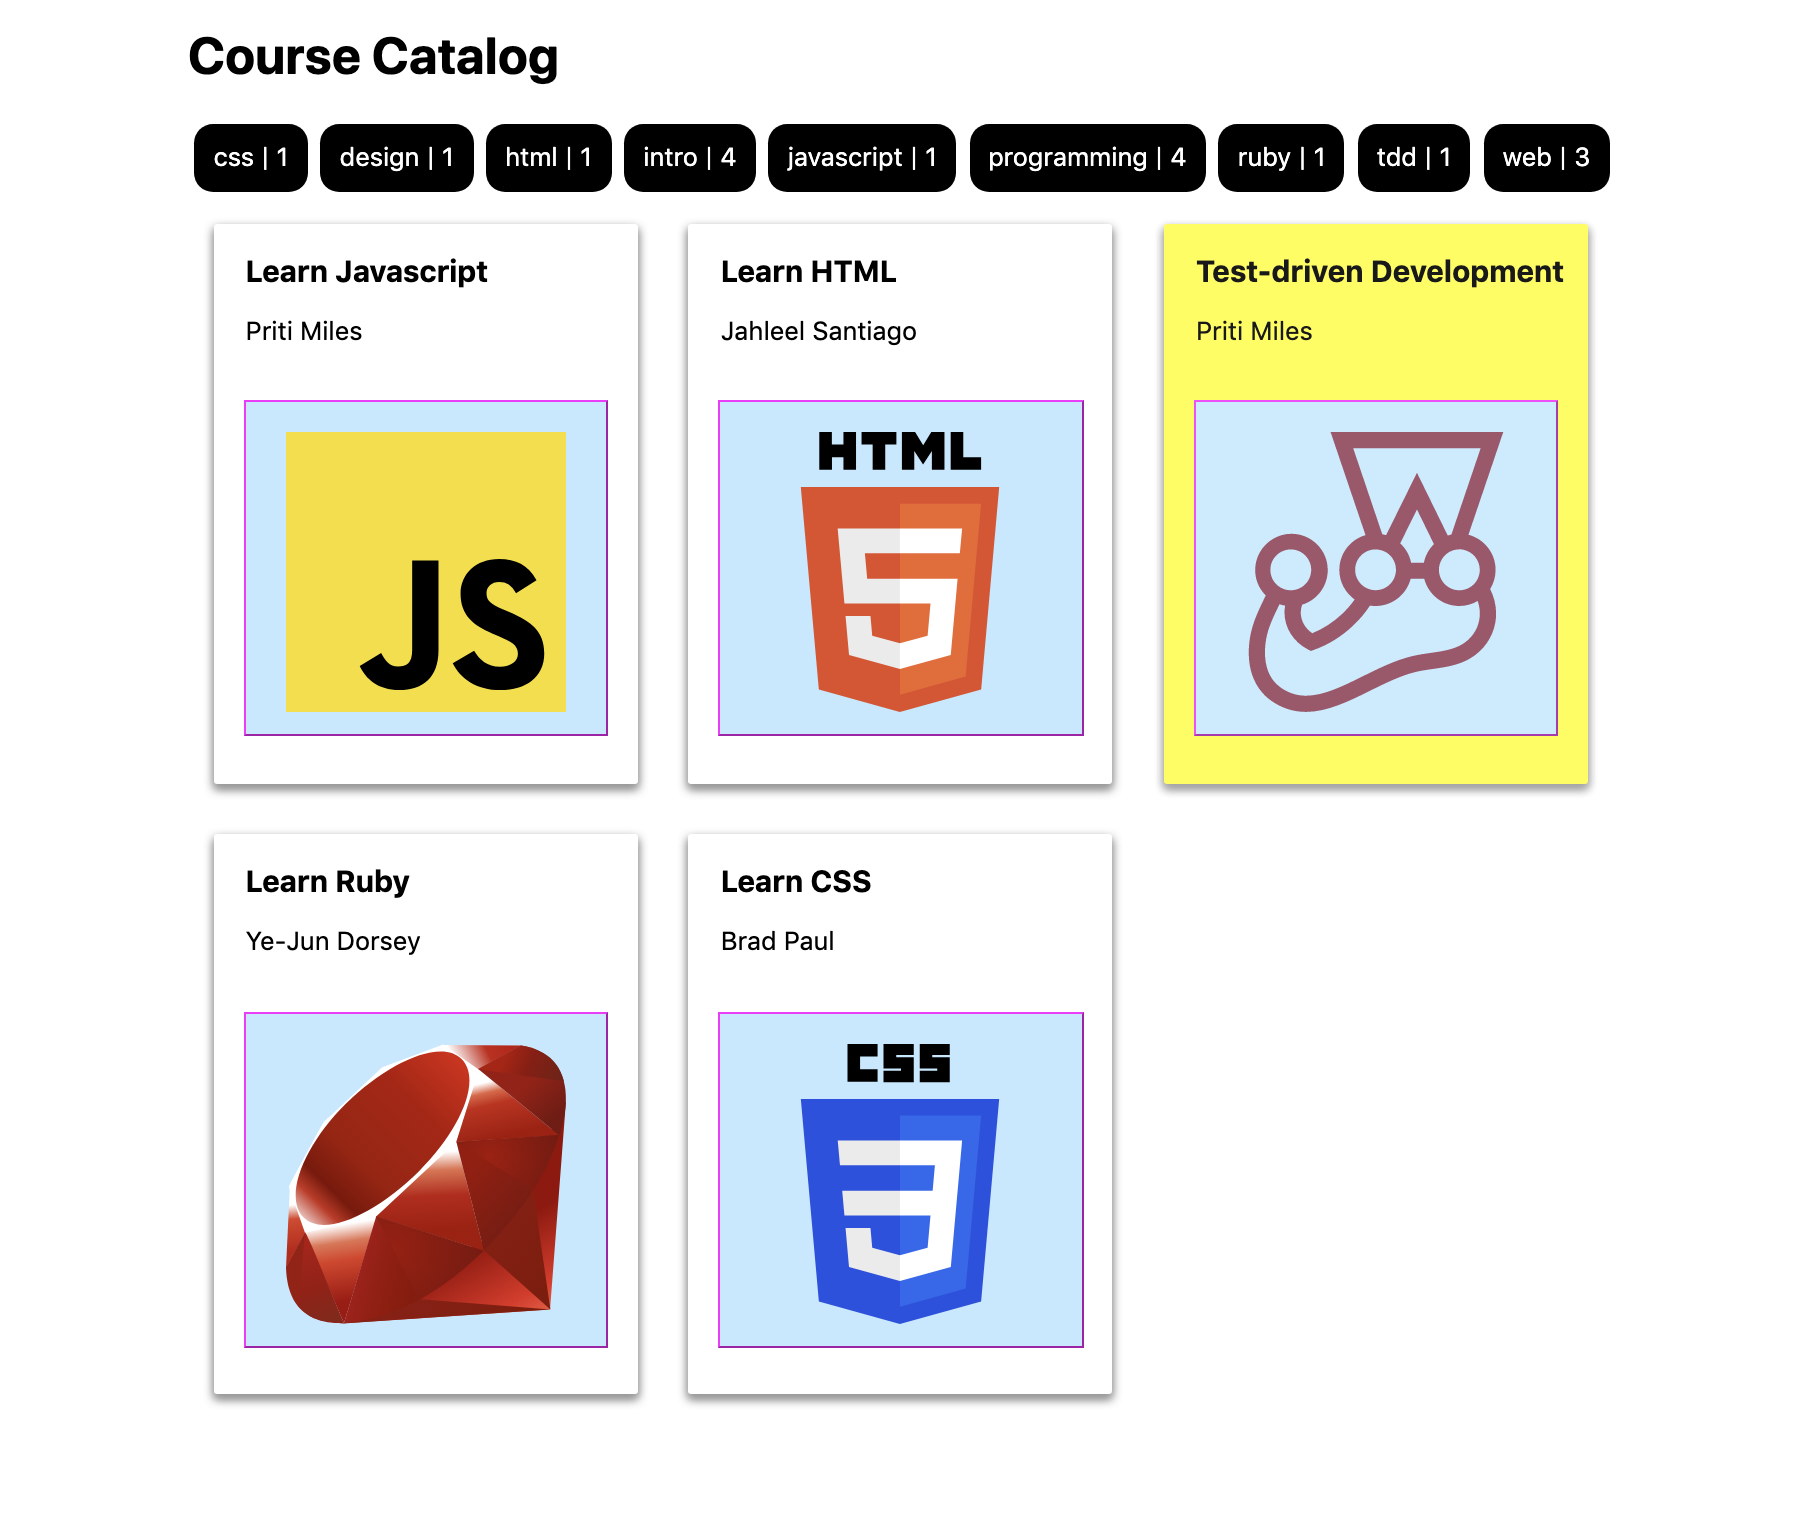 Course Catalog
css | 1
design | 1
html | 1
intro | 4
javascript | 1
programming | 4
ruby | 1
tdd | 1
web | 3
Learn Javascript
Priti Miles
JS
Learn HTML
Jahleel Santiago
HTML
5
Test-driven Development
Priti Miles
Learn Ruby
Ye-Jun Dorsey
Learn CSS
Brad Paul
CSS
3